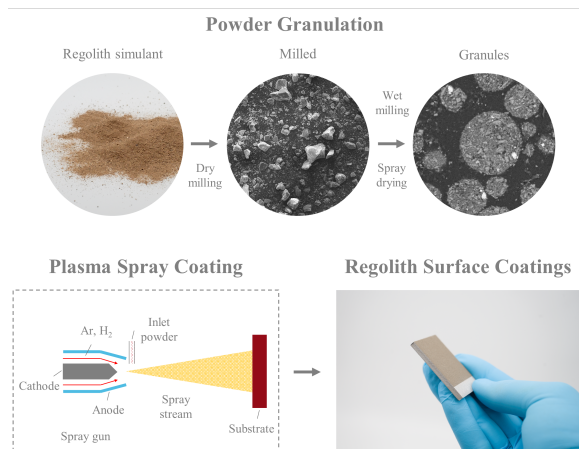 Powder Granulation
Regolith simulant
Milled
Granules
Dry
milling
Wet
milling
Spray
drying
Plasma Spray Coating
Regolith Surface Coatings
Ar, H₂
Inlet
powder
Cathode
Anode
Spray
stream
Substrate
Spray gun